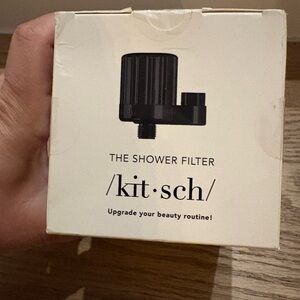 THE SHOWER FILTER
/kit·sch/
Upgrade your beauty routine!